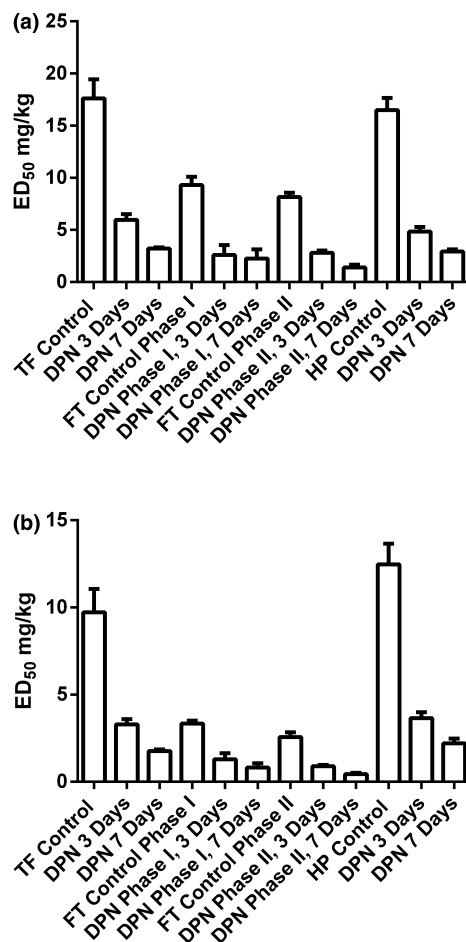 (a)
ED50 mg/kg
25
20
15
10
5
0
TF Control
DPN 3 Days
DPN 7 Days
FT Control Phase I
DPN Phase I, 3 Days
DPN Phase I, 7 Days
FT Control Phase II
DPN Phase II, 3 Days
DPN Phase II, 7 Days
HP Control
DPN 3 Days
DPN 7 Days
(b)
ED50 mg/kg
15
10
5
0
TF Control
DPN 3 Days
DPN 7 Days
FT Control Phase I
DPN Phase I, 3 Days
DPN Phase I, 7 Days
FT Control Phase II
DPN Phase II, 3 Days
DPN Phase II, 7 Days
HP Control
DPN 3 Days
DPN 7 Days